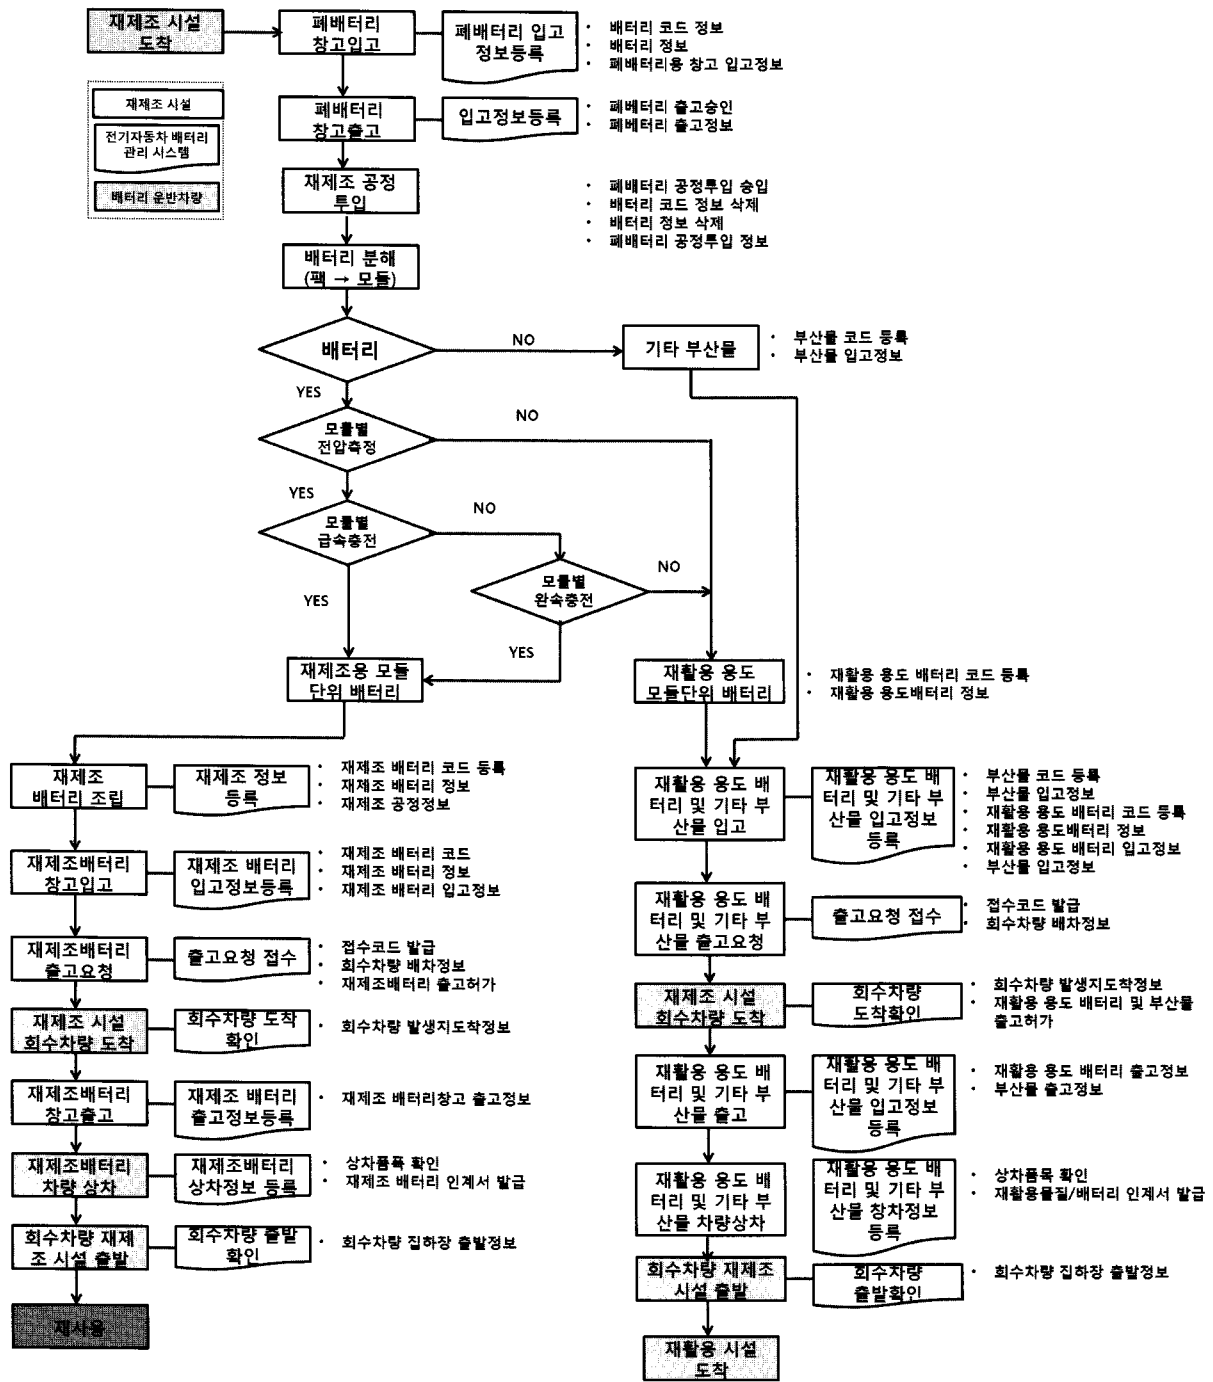 재제조 시설
도착
폐배터리
창고입고
폐배터리 입고
정보등록
· 배터리 코드 정보
· 배터리 정보
· 폐배터리용 창고 입고정보
재제조 시설
전기자동차 배터리
관리 시스템
배터리 운반차량
폐배터리
창고출고
입고정보등록
· 폐베터리 출고승인
· 폐베터리 출고정보
재제조 공정
투입
· 폐배터리 공정투입 승입
· 배터리 코드 정보 삭제
· 배터리 정보 삭제
· 폐배터리 공정투입 정보
배터리 분해
(팩 → 모듈)
배터리
NO
기타 부산물
· 부산물 코드 등록
· 부산물 입고정보
YES
모듈별
전압측정
NO
YES
모듈별
급속충전
NO
모듈별
완속충전
NO
YES
YES
재제조용 모듈
단위 배터리
재활용 용도
모듈단위 배터리
· 재활용 용도 배터리 코드 등록
· 재활용 용도배터리 정보
재제조
배터리 조립
재제조 정보
등록
· 재제조 배터리 코드 등록
· 재제조 배터리 정보
· 재제조 공정정보
재제조배터리
창고입고
재제조 배터리
입고정보등록
· 재제조 배터리 코드
· 재제조 배터리 정보
· 재제조 배터리 입고정보
재제조배터리
출고요청
출고요청 접수
· 접수코드 발급
· 회수차량 배차정보
· 재제조배터리 출고허가
재제조 시설
회수차량 도착
회수차량 도착
확인
· 회수차량 발생지도착정보
재제조배터리
창고출고
재제조 배터리
출고정보등록
· 재제조 배터리창고 출고정보
재제조배터리
차량 상차
재제조배터리
상차정보 등록
· 상차품목 확인
· 재제조 배터리 인계서 발급
회수차량 재제
조 시설 출발
회수차량 출발
확인
· 회수차량 집하장 출발정보
재사용
재활용 용도 배
터리 및 기타 부
산물 입고
재활용 용도 배
터리 및 기타 부
산물 입고정보
등록
· 부산물 코드 등록
· 부산물 입고정보
· 재활용 용도 배터리 코드 등록
· 재활용 용도배터리 정보
· 재활용 용도 배터리 입고정보
· 부산물 입고정보
재활용 용도 배
터리 및 기타 부
산물 출고요청
출고요청 접수
· 접수코드 발급
· 회수차량 배차정보
재제조 시설
회수차량 도착
회수차량
도착확인
· 회수차량 발생지도착정보
· 재활용 용도 배터리 및 부산물
출고허가
재활용 용도 배
터리 및 기타 부
산물 출고
재활용 용도 배
터리 및 기타 부
산물 입고정보
등록
· 재활용 용도 배터리 출고정보
· 부산물 출고정보
재활용 용도 배
터리 및 기타 부
산물 차량상차
재활용 용도 배
터리 및 기타 부
산물 창차정보
등록
· 상차품목 확인
· 재활용물질/배터리 인계서 발급
회수차량 재제조
시설 출발
회수차량
출발확인
· 회수차량 집하장 출발정보
재활용 시설
도착